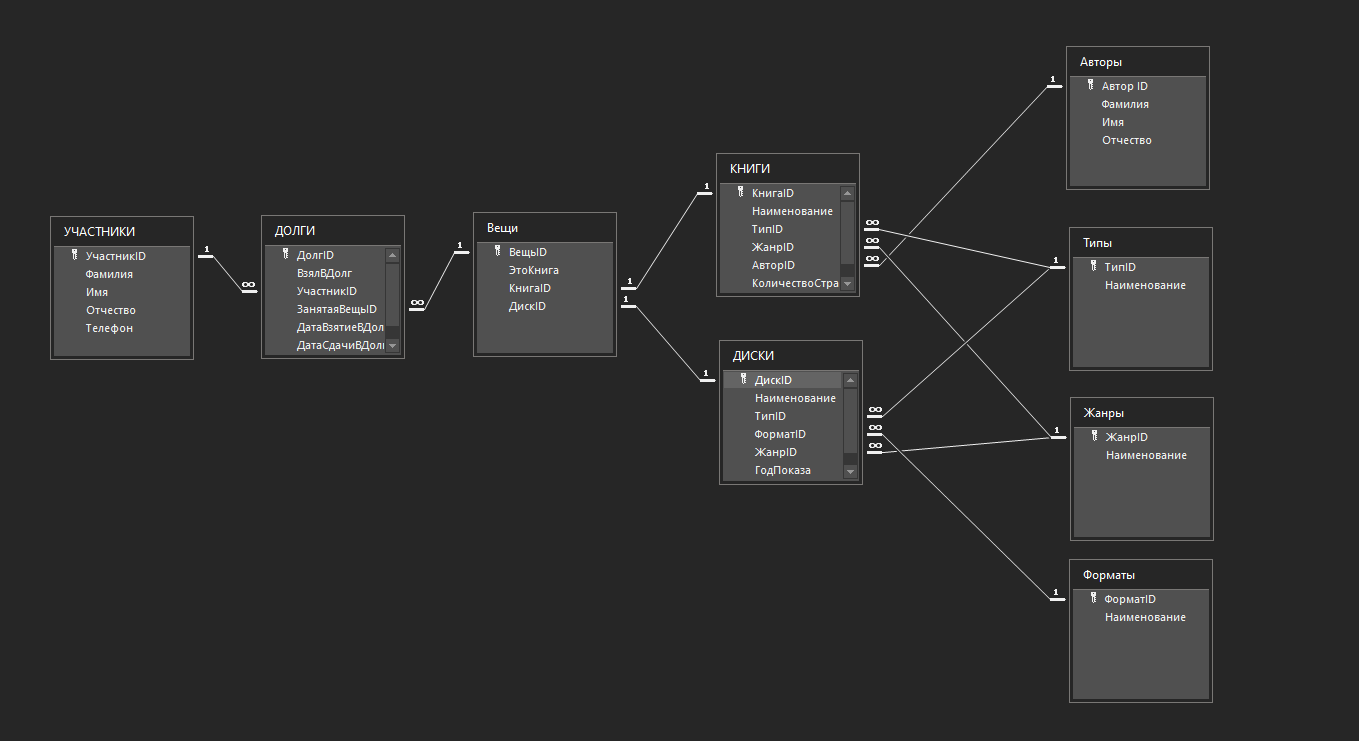 УЧАСТНИКИ
УчастникID
Фамилия
Имя
Отчество
Телефон
1
∞
ДОЛГИ
ДолгID
ВзялВДолг
УчастникID
ЗанятаяВещыID
ДатаВзятиеВДол
ДатаСдачиВДол
∞
1
Вещи
ВещыID
ЭтоКнига
КнигаID
ДискID
1
1
1
1
КНИГИ
КнигаID
Наименование
ТипID
ЖанрID
АвторID
КоличествоСтра
∞
∞
∞
ДИСКИ
ДискID
Наименование
ТипID
ФорматID
ЖанрID
ГодПоказа
∞
∞
∞
1
Авторы
Автор ID
Фамилия
Имя
Отчество
1
Типы
ТипID
Наименование
1
Жанры
ЖанрID
Наименование
1
Форматы
ФорматID
Наименование